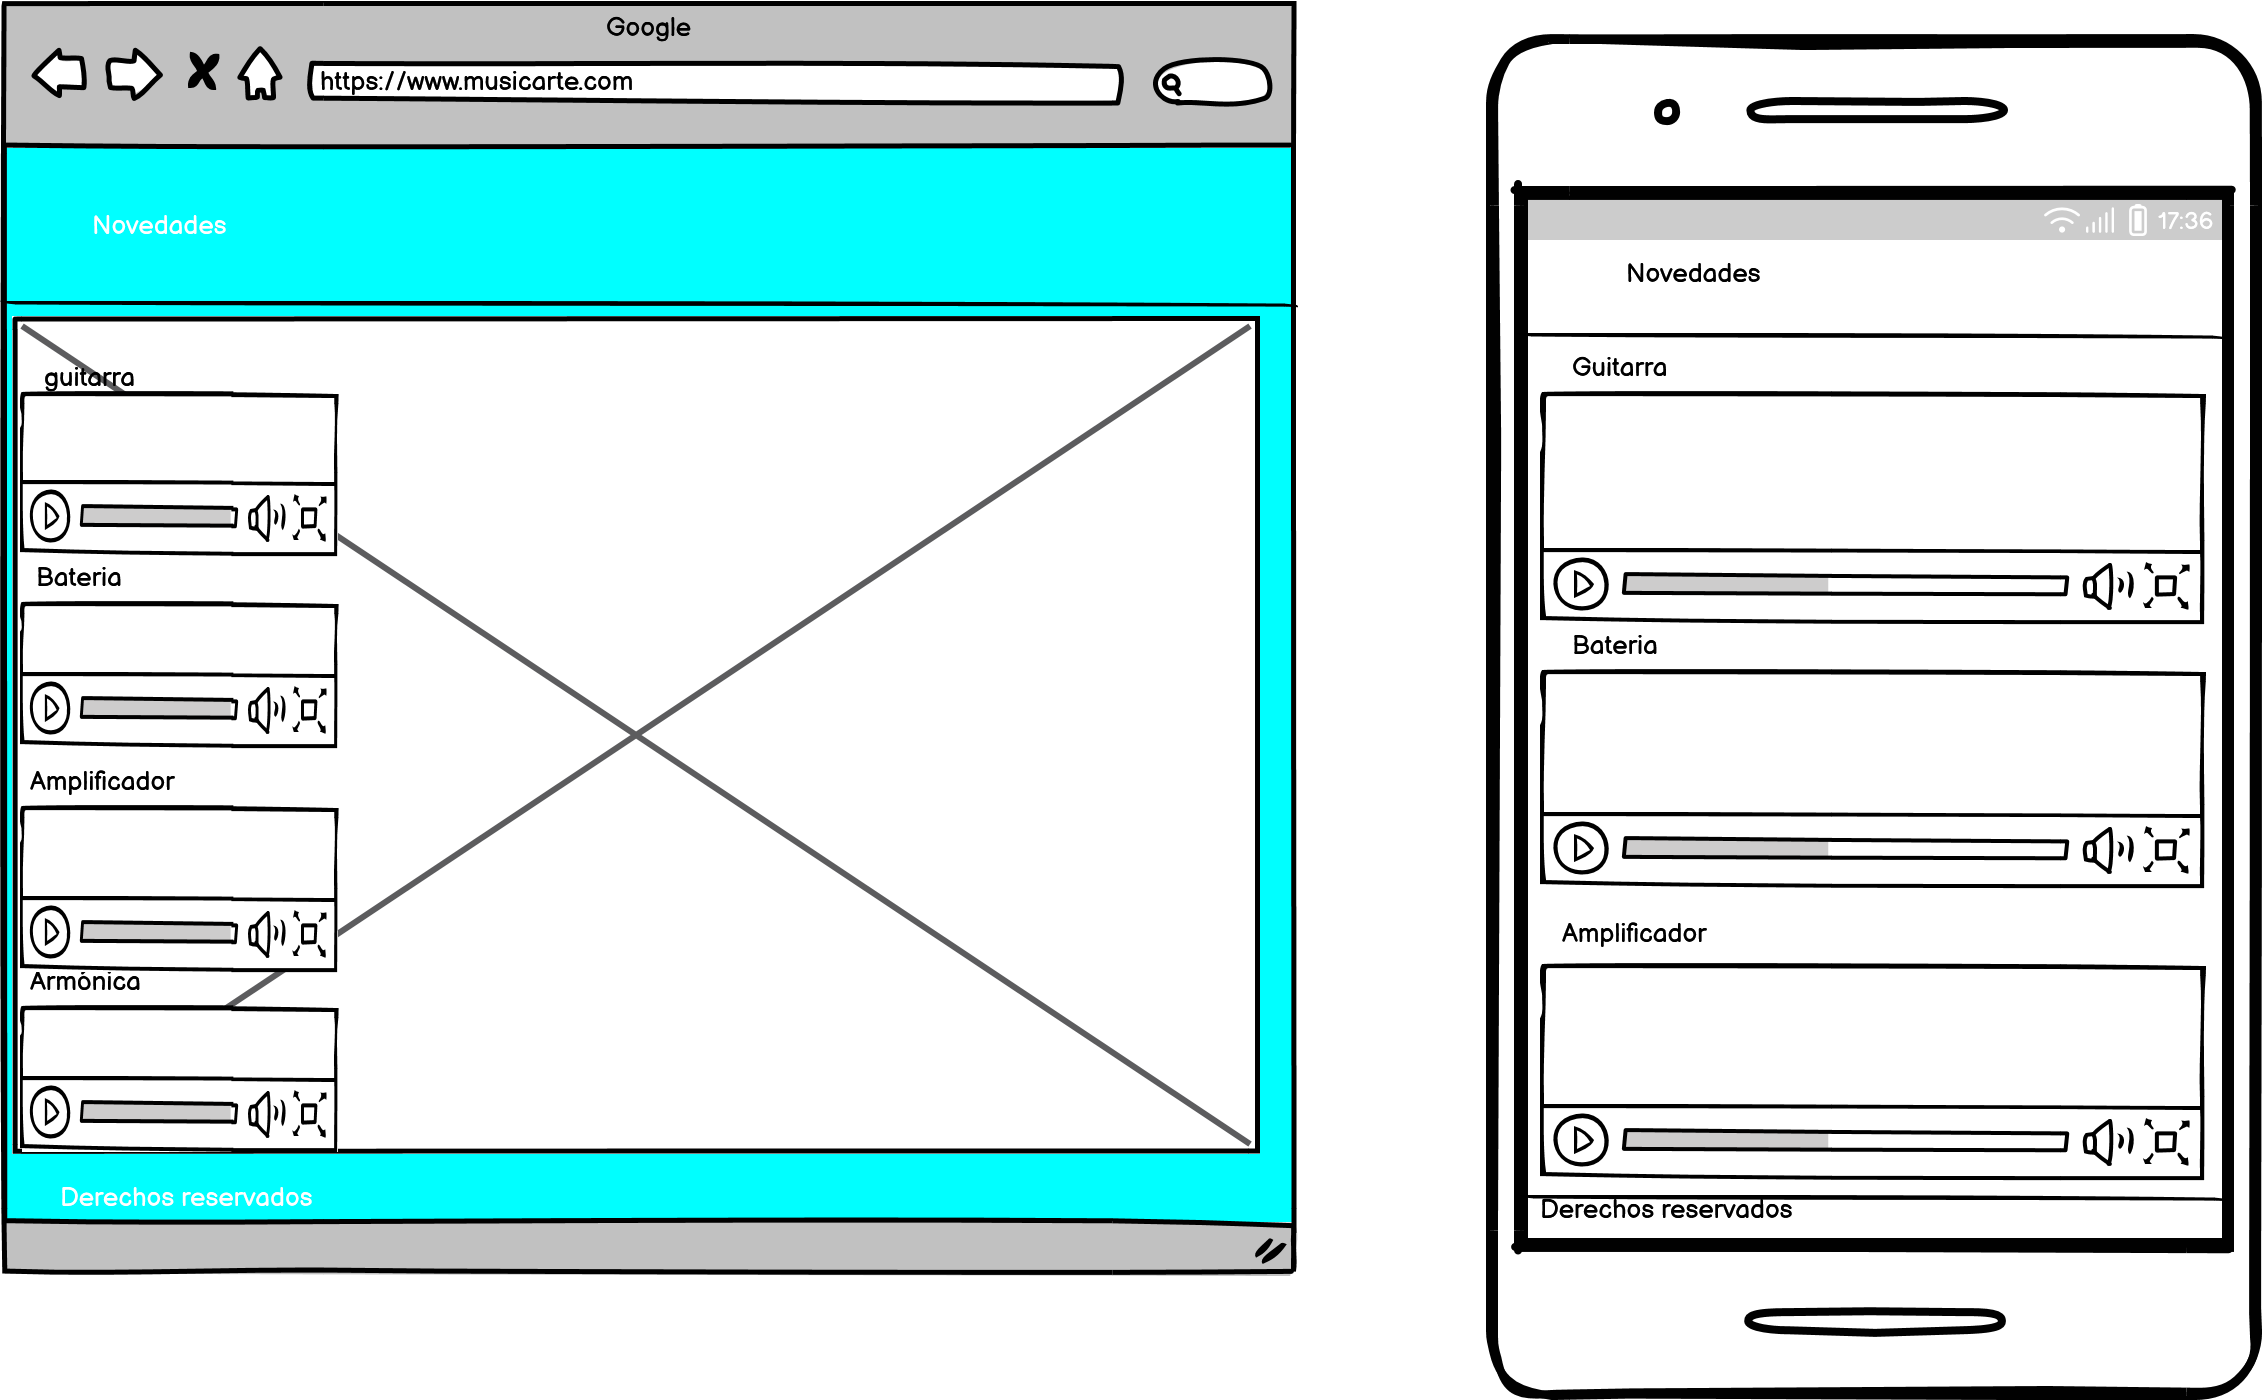 Google
https://www.musicarte.com
Novedades
guitarra
Bateria
Amplificador
Armónica
Derechos reservados
17:36
Novedades
Guitarra
Bateria
Amplificador
Derechos reservados